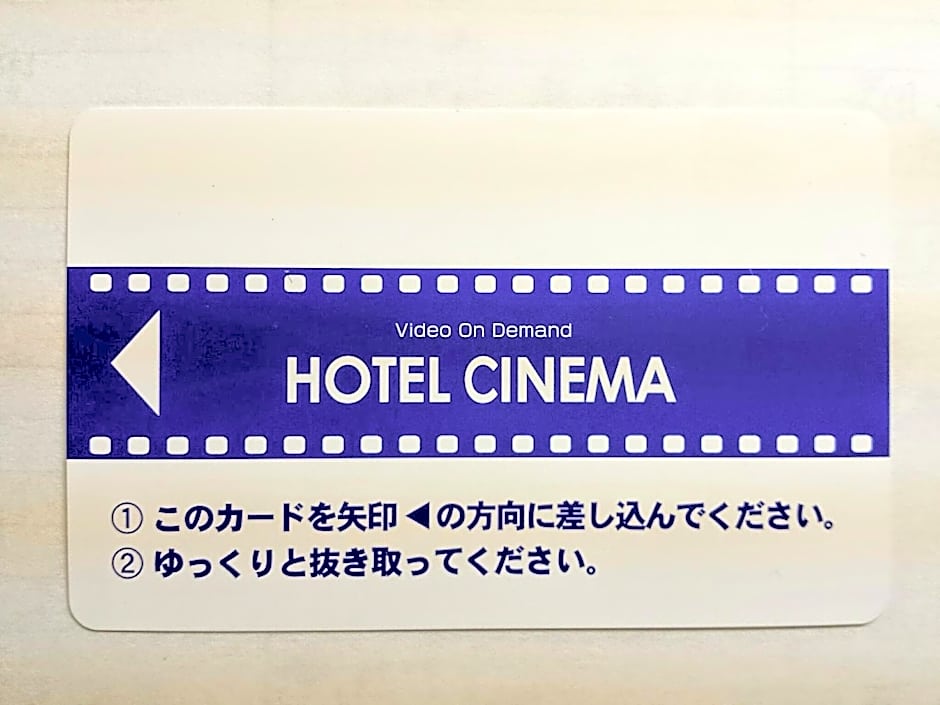 Video On Demand
HOTEL CINEMA
① このカードを矢印◀の方向に差し込んでください。
② ゆっくりと抜き取ってください。